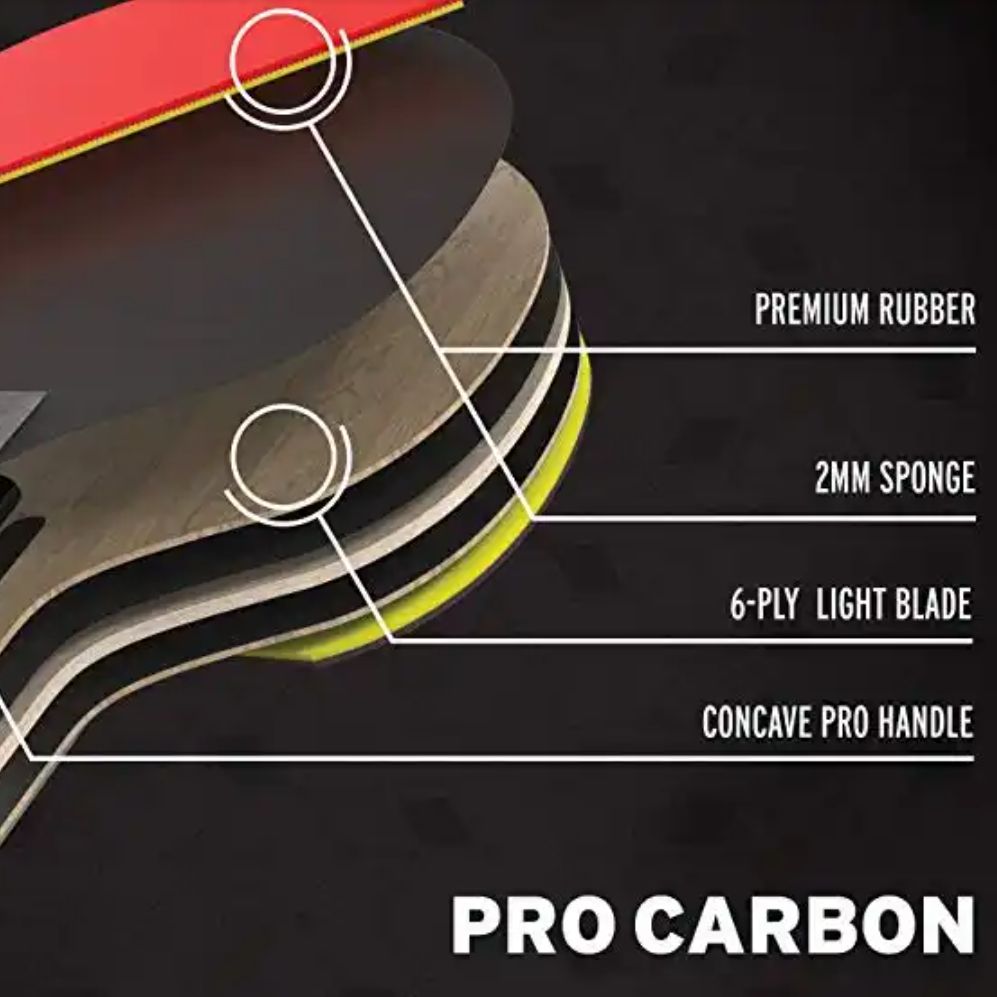 PREMIUM RUBBER
2MM SPONGE
6-PLY LIGHT BLADE
CONCAVE PRO HANDLE
PRO CARBON